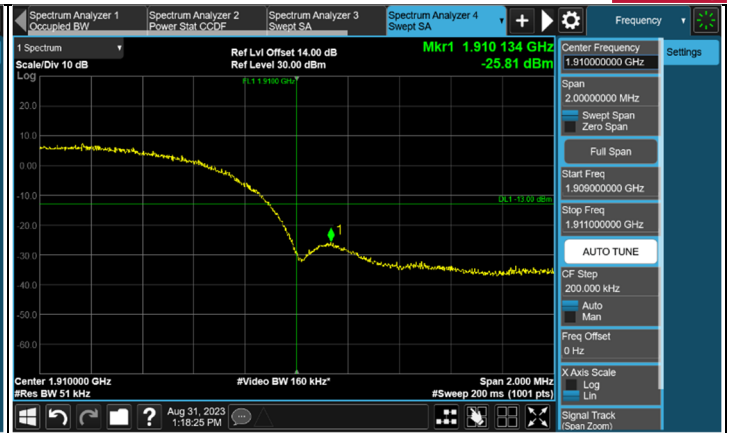 Spectrum Analyzer 1
Occupied BW
Spectrum Analyzer 2
Power Stat CCDF
Spectrum Analyzer 3
Swept SA
Spectrum Analyzer 4
Swept SA
Frequency
1 Spectrum
Scale/Div 10 dB
Log
Ref Lvl Offset 14.00 dB
Ref Level 30.00 dBm
Mkr1 1.910 134 GHz
-25.81 dBm
FL1 1.9100 GHz
20.0
10.0
0.00
-10.0
-20.0
-30.0
-40.0
-50.0
-60.0
DL1 -13.00 dBm
1
Center 1.910000 GHz
#Res BW 51 kHz
#Video BW 160 kHz*
Span 2.000 MHz
#Sweep 200 ms (1001 pts)
Aug 31, 2023
1:18:25 PM
Center Frequency
1.910000000 GHz
Settings
Span
2.00000000 MHz
Swept Span
Zero Span
Full Span
Start Freq
1.909000000 GHz
Stop Freq
1.911000000 GHz
AUTO TUNE
CF Step
200.000 kHz
Auto
Man
Freq Offset
0 Hz
X Axis Scale
Log
Lin
Signal Track
(Span Zoom)